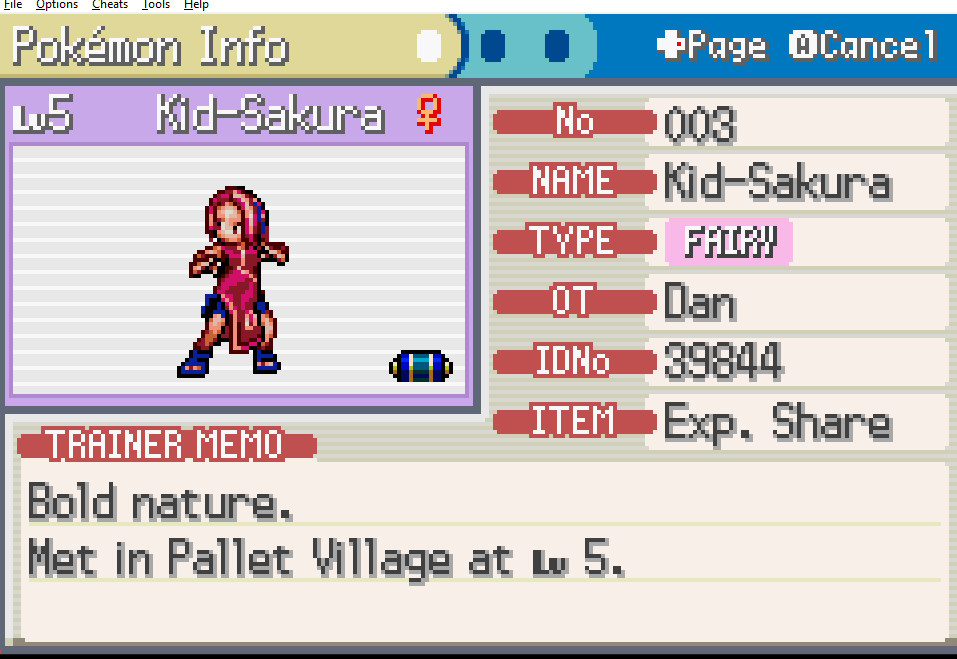 File Options Cheats Tools Help
Pokémon Info Page A Cancel
Lv5 Kid-Sakura ♀
No 003
NAME Kid-Sakura
TYPE FAIRY
OT Dan
IDNo 39844
ITEM Exp. Share
TRAINER MEMO
Bold nature.
Met in Pallet Village at Lv 5.